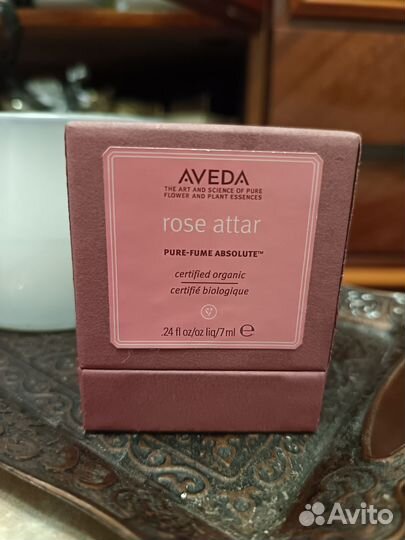 AVEDA
THE ART AND SCIENCE OF PURE
FLOWER AND PLANT ESSENCES
rose attar
PURE-FUME ABSOLUTE™
certified organic
certifié biologique
.24 fl oz/oz liq/7 ml ℮
Avito